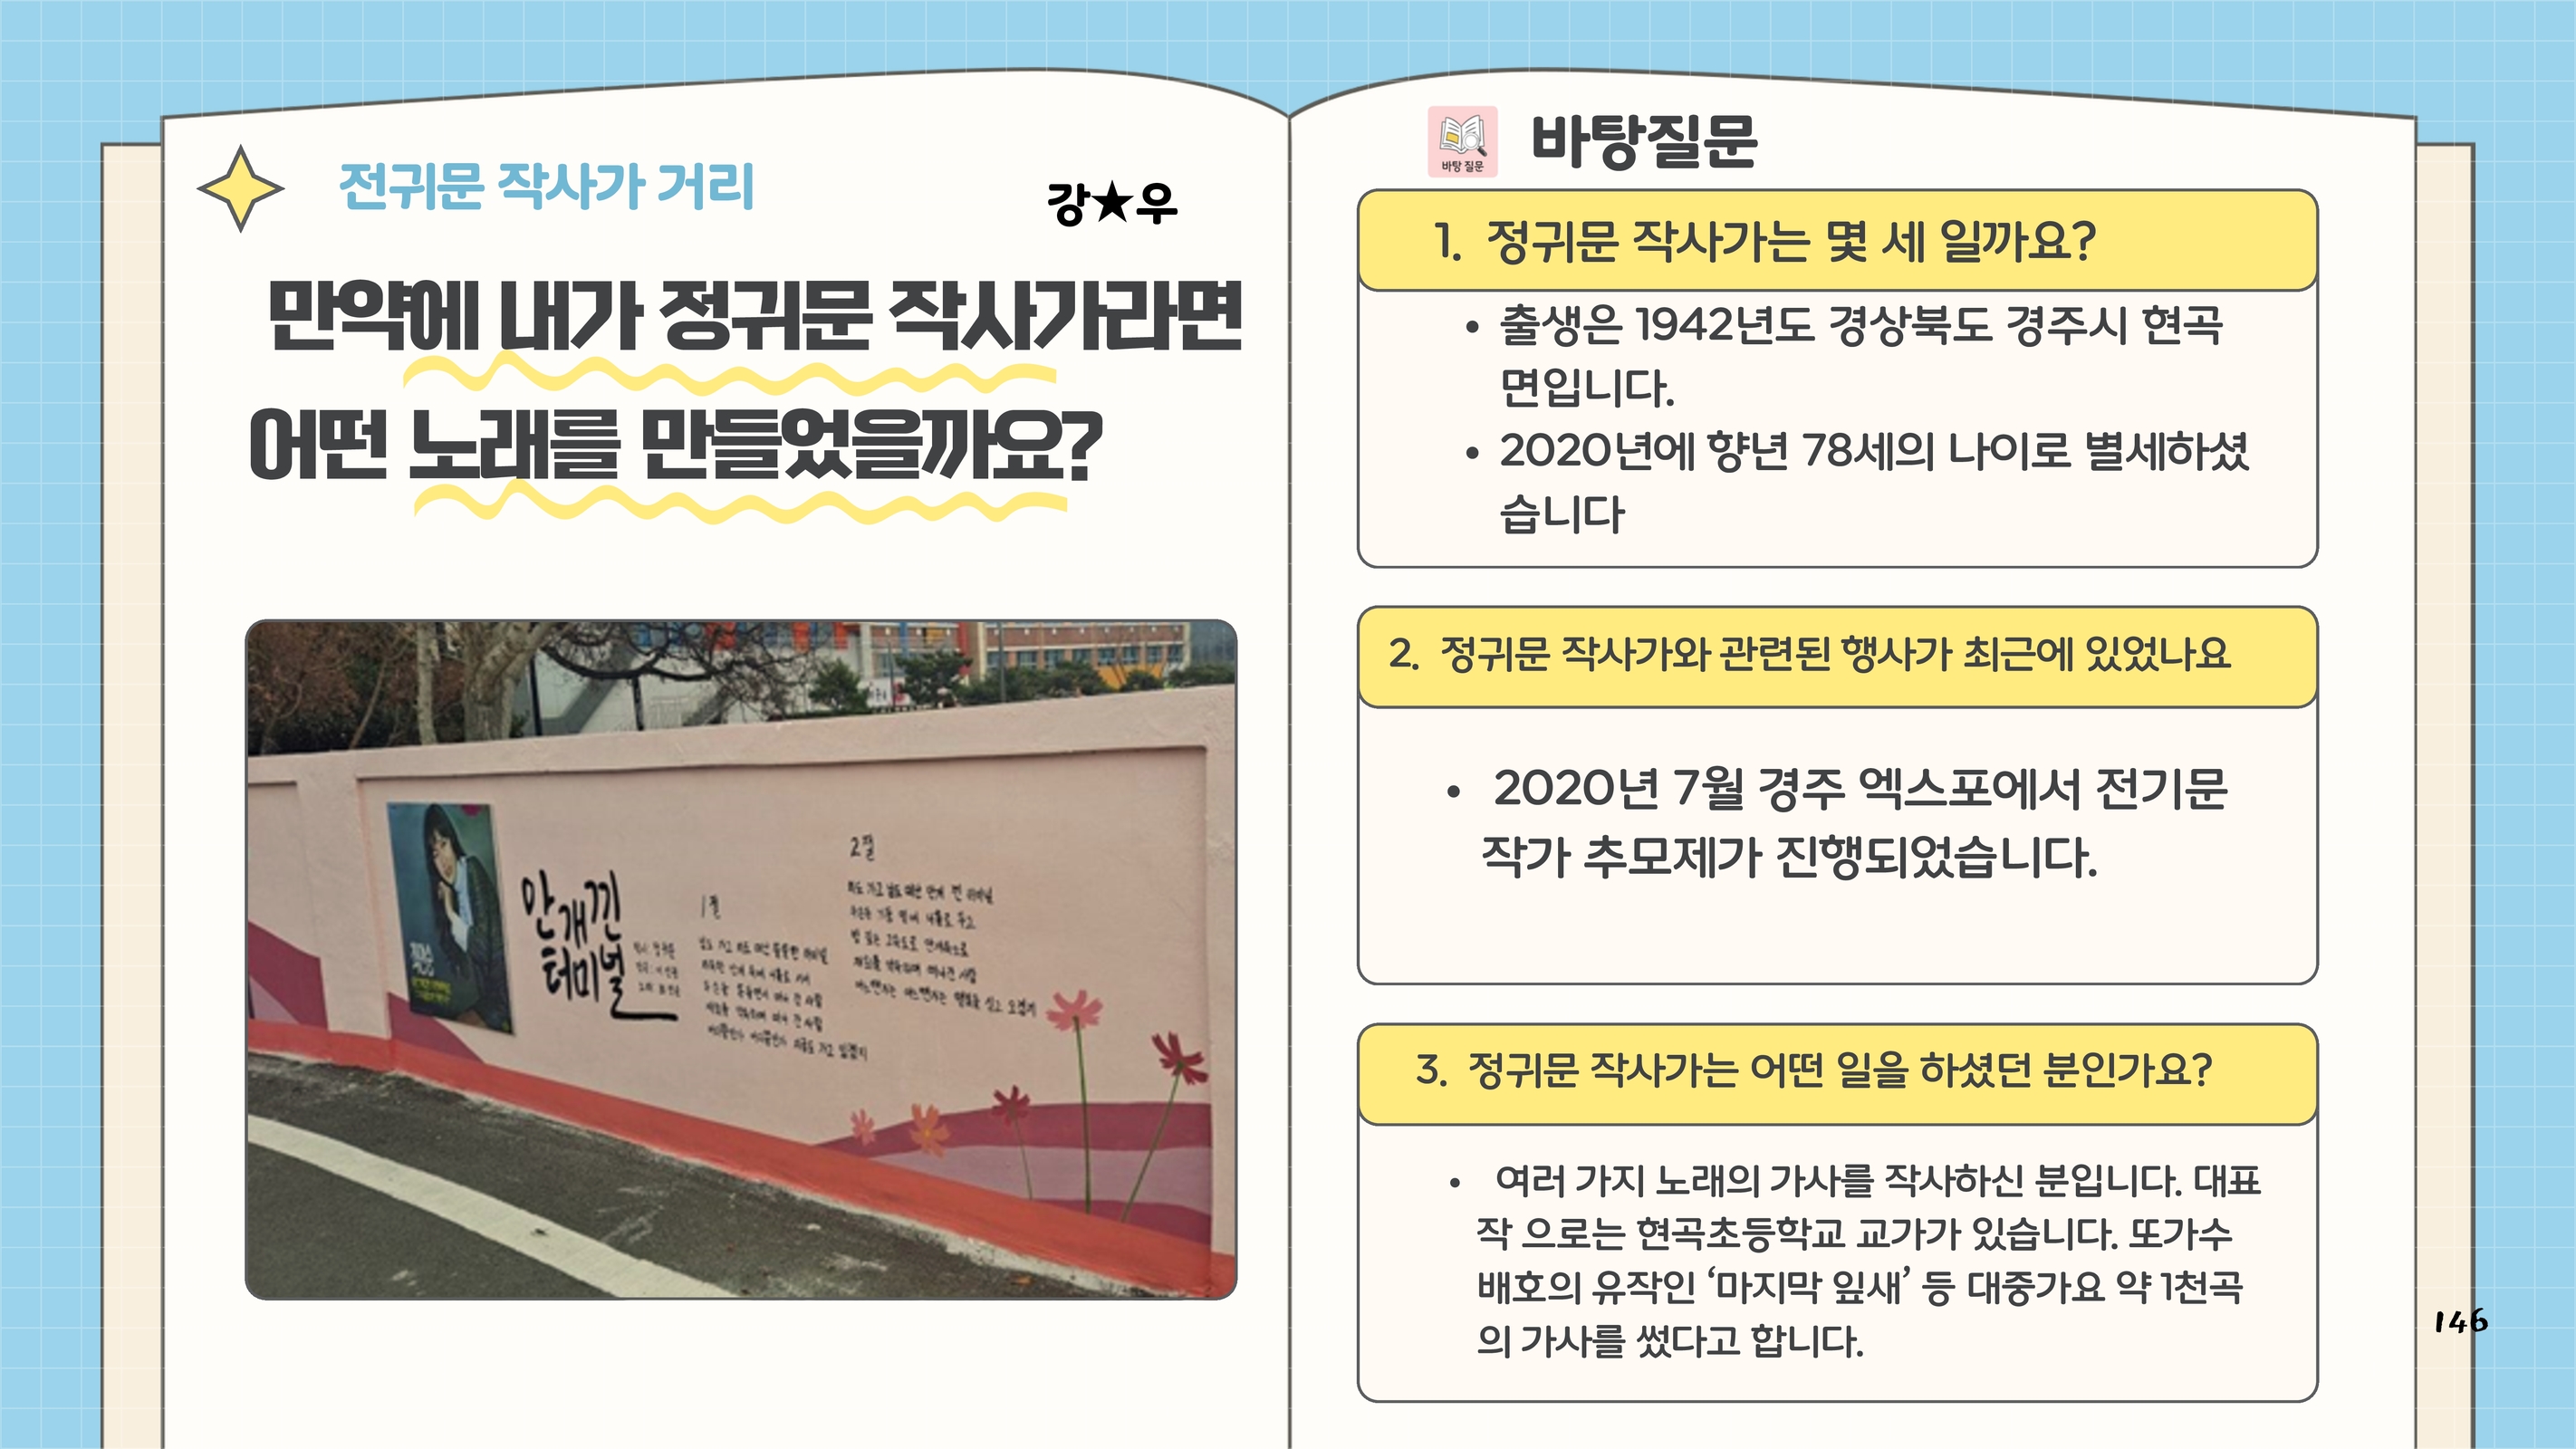 전귀문 작사가 거리
강★우
만약에 내가 정귀문 작사가라면
어떤 노래를 만들었을까요?
안개낀
터미널
1절
2절
바탕 질문
바탕질문
1. 정귀문 작사가는 몇 세 일까요?
• 출생은 1942년도 경상북도 경주시 현곡
면입니다.
• 2020년에 향년 78세의 나이로 별세하셨
습니다
2. 정귀문 작사가와 관련된 행사가 최근에 있었나요
• 2020년 7월 경주 엑스포에서 전기문
작가 추모제가 진행되었습니다.
3. 정귀문 작사가는 어떤 일을 하셨던 분인가요?
• 여러 가지 노래의 가사를 작사하신 분입니다. 대표
작 으로는 현곡초등학교 교가가 있습니다. 또가수
배호의 유작인 ‘마지막 잎새’ 등 대중가요 약 1천곡
의 가사를 썼다고 합니다.
146